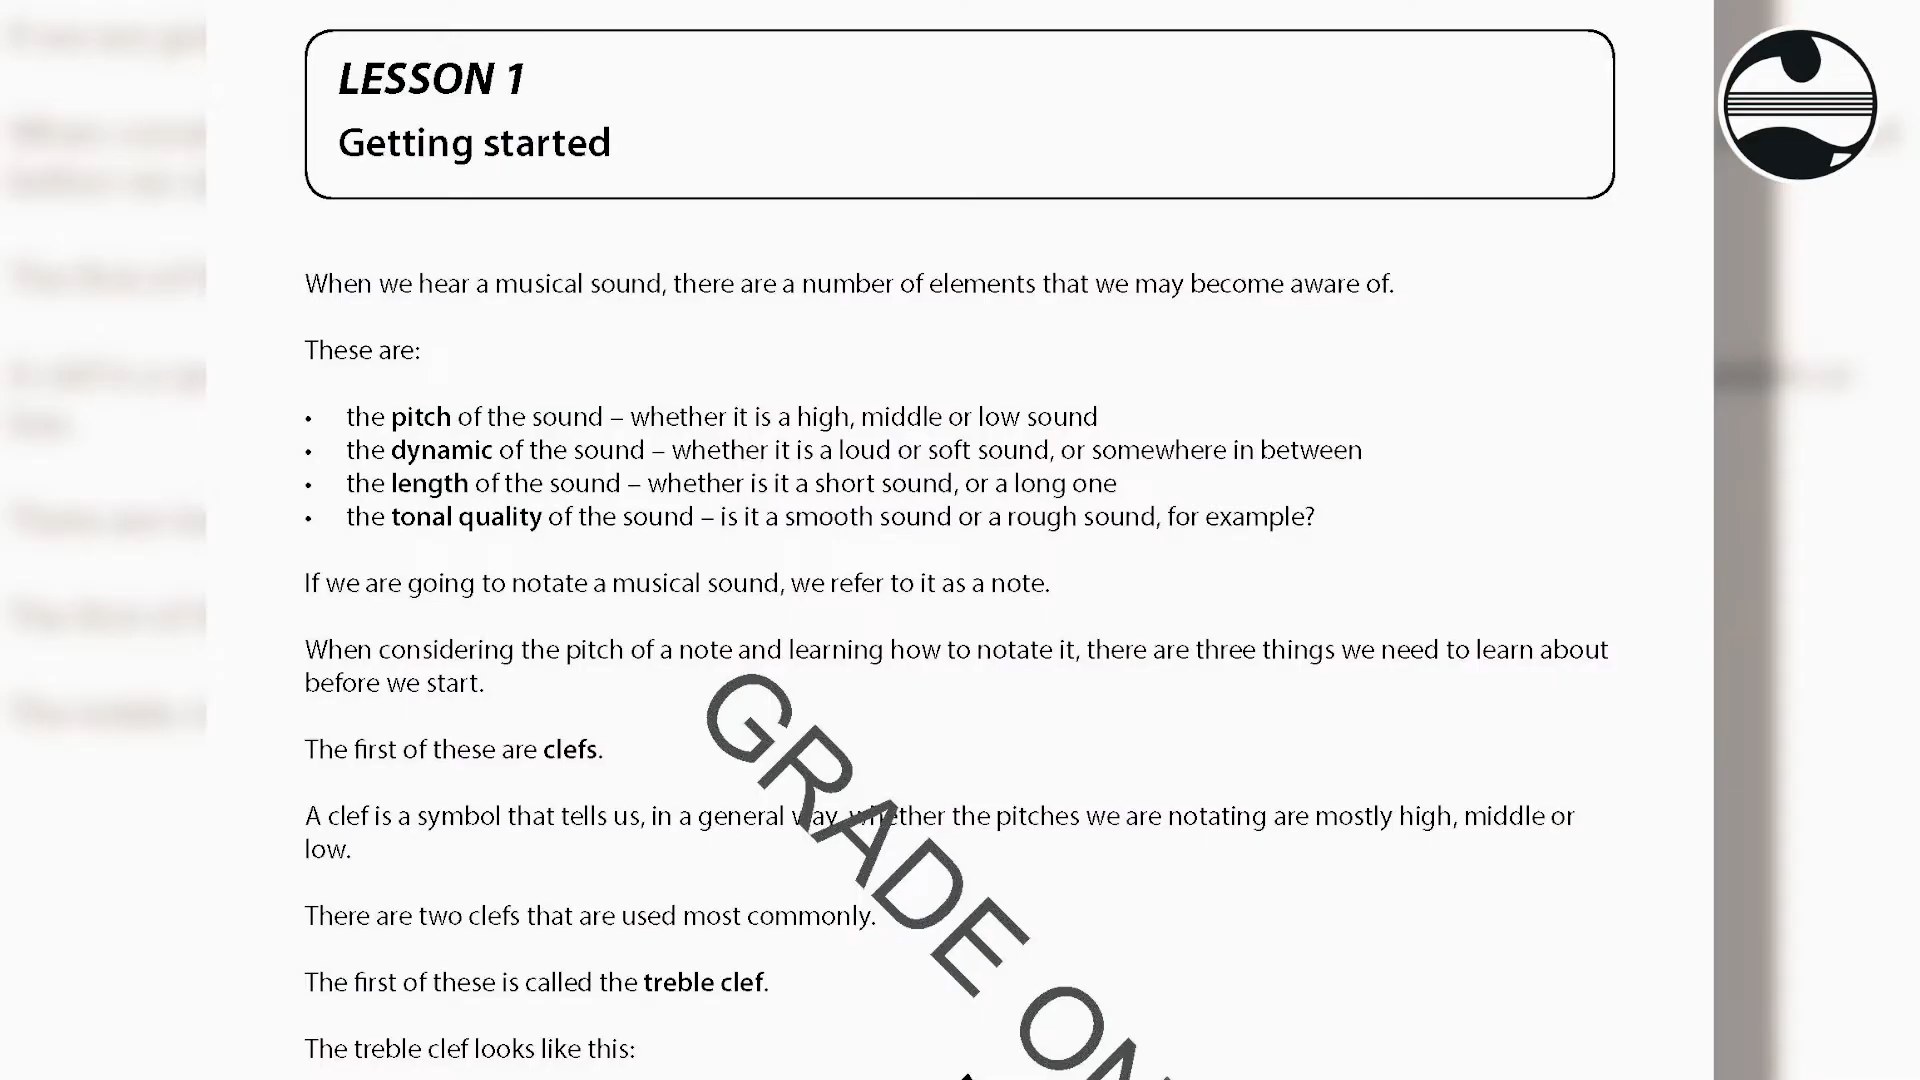 LESSON 1
Getting started
When we hear a musical sound, there are a number of elements that we may become aware of.
These are:
• the pitch of the sound – whether it is a high, middle or low sound
• the dynamic of the sound – whether it is a loud or soft sound, or somewhere in between
• the length of the sound – whether is it a short sound, or a long one
• the tonal quality of the sound – is it a smooth sound or a rough sound, for example?
If we are going to notate a musical sound, we refer to it as a note.
When considering the pitch of a note and learning how to notate it, there are three things we need to learn about
before we start.
The first of these are clefs.
A clef is a symbol that tells us, in a general way, whether the pitches we are notating are mostly high, middle or
low.
There are two clefs that are used most commonly.
The first of these is called the treble clef.
The treble clef looks like this:
GRADE